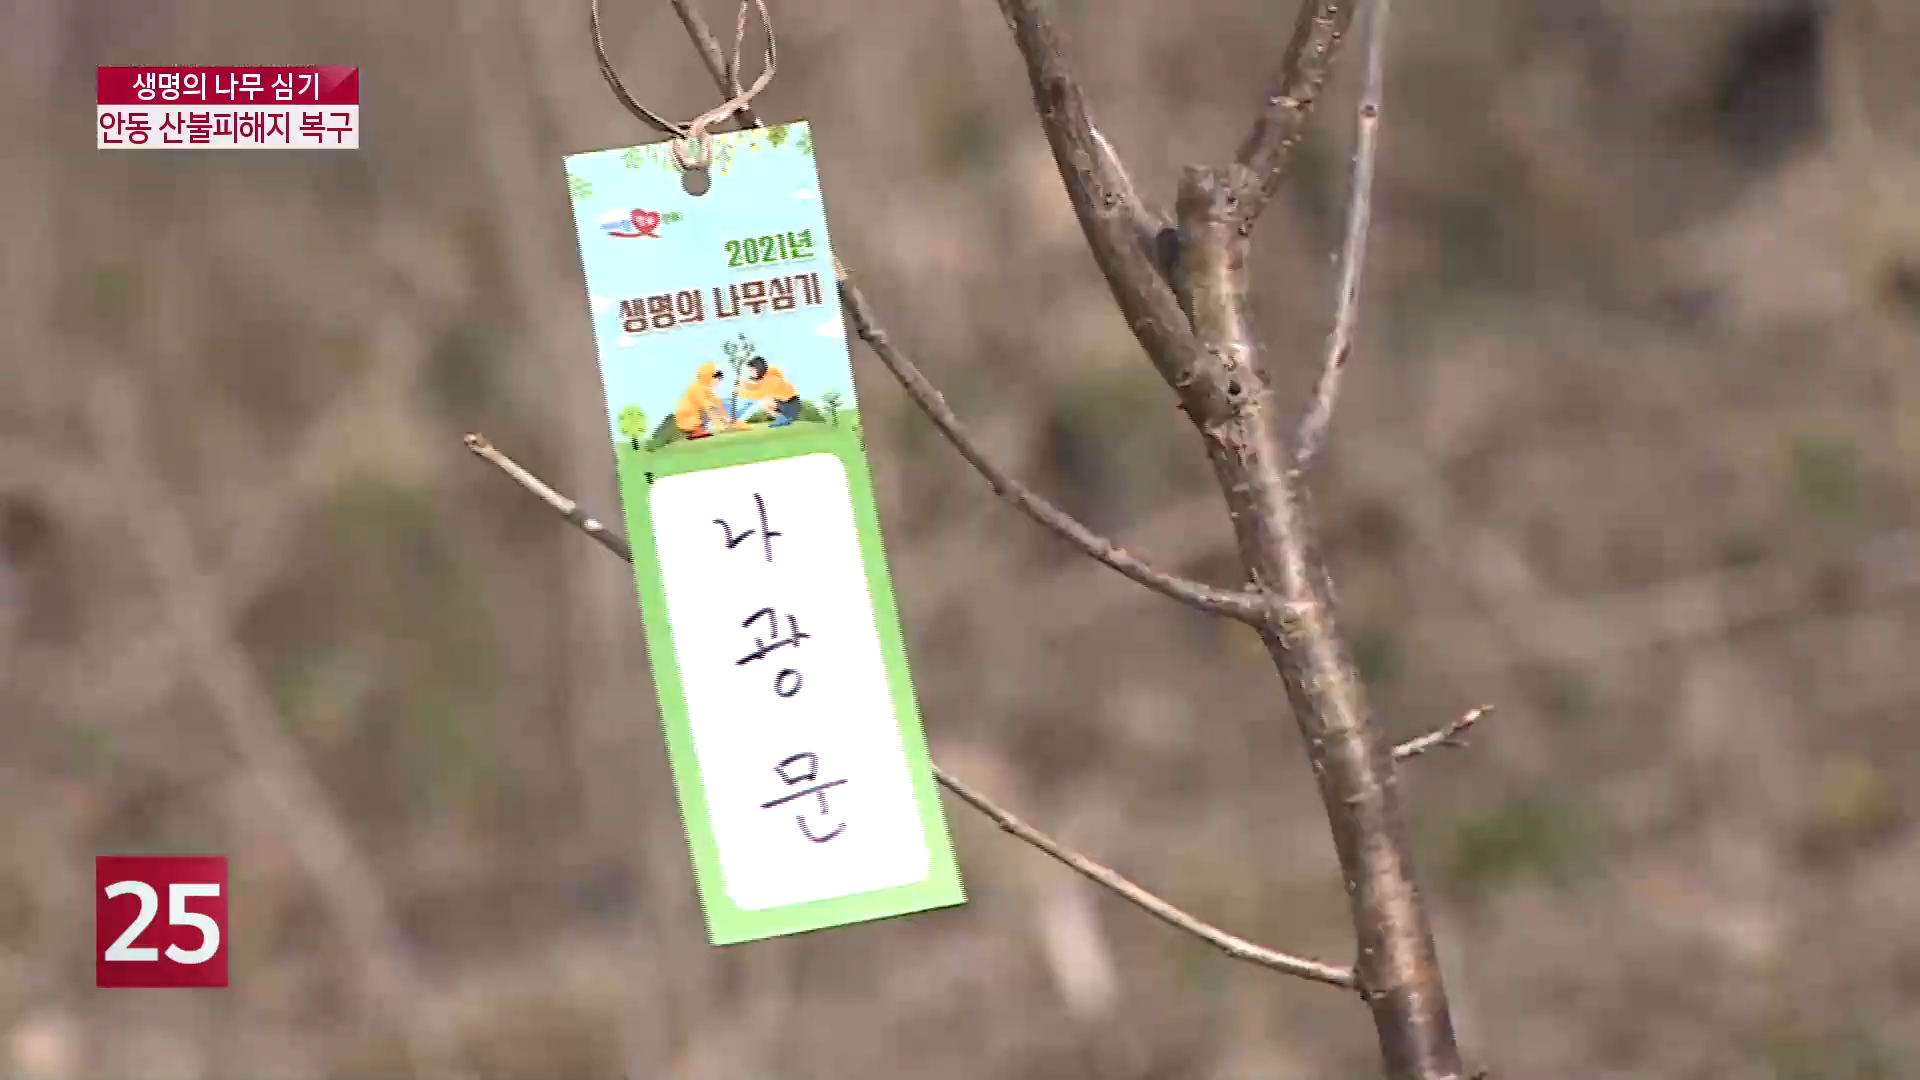 생명의 나무 심기
안동 산불피해지 복구
2021년
생명의 나무심기
나
광
문
25